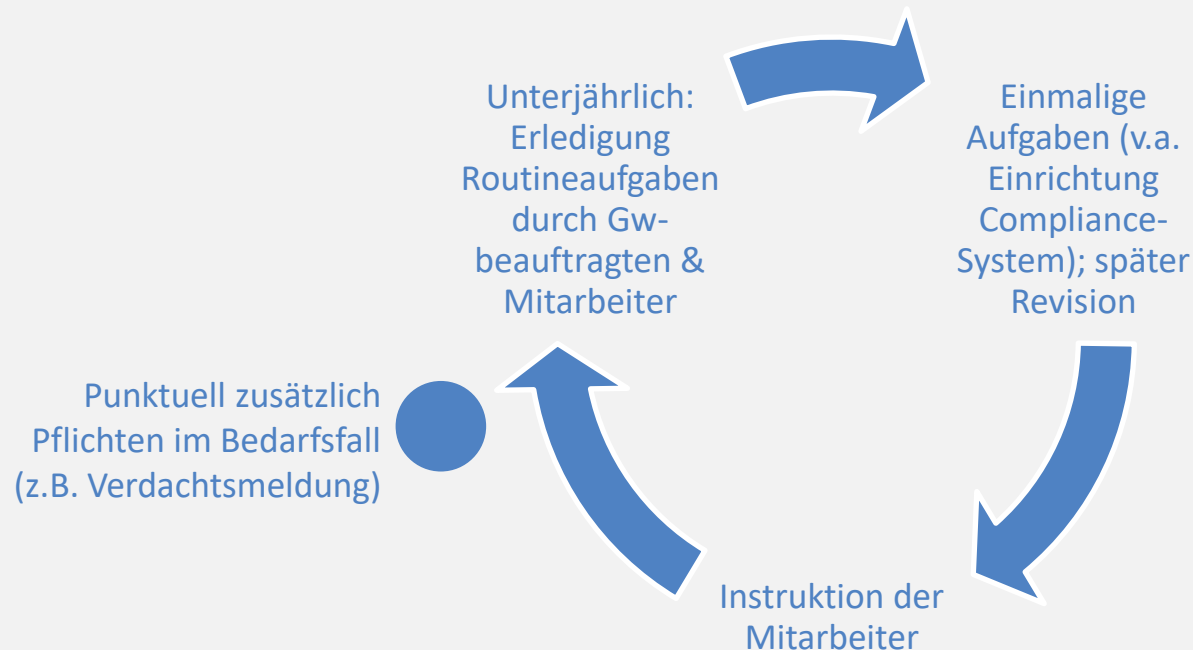 Unterjährlich:
Erledigung
Routineaufgaben
durch Gw-
beauftragten &
Mitarbeiter
Einmalige
Aufgaben (v.a.
Einrichtung
Compliance-
System); später
Revision
Punktuell zusätzlich
Pflichten im Bedarfsfall
(z.B. Verdachtsmeldung)
Instruktion der
Mitarbeiter